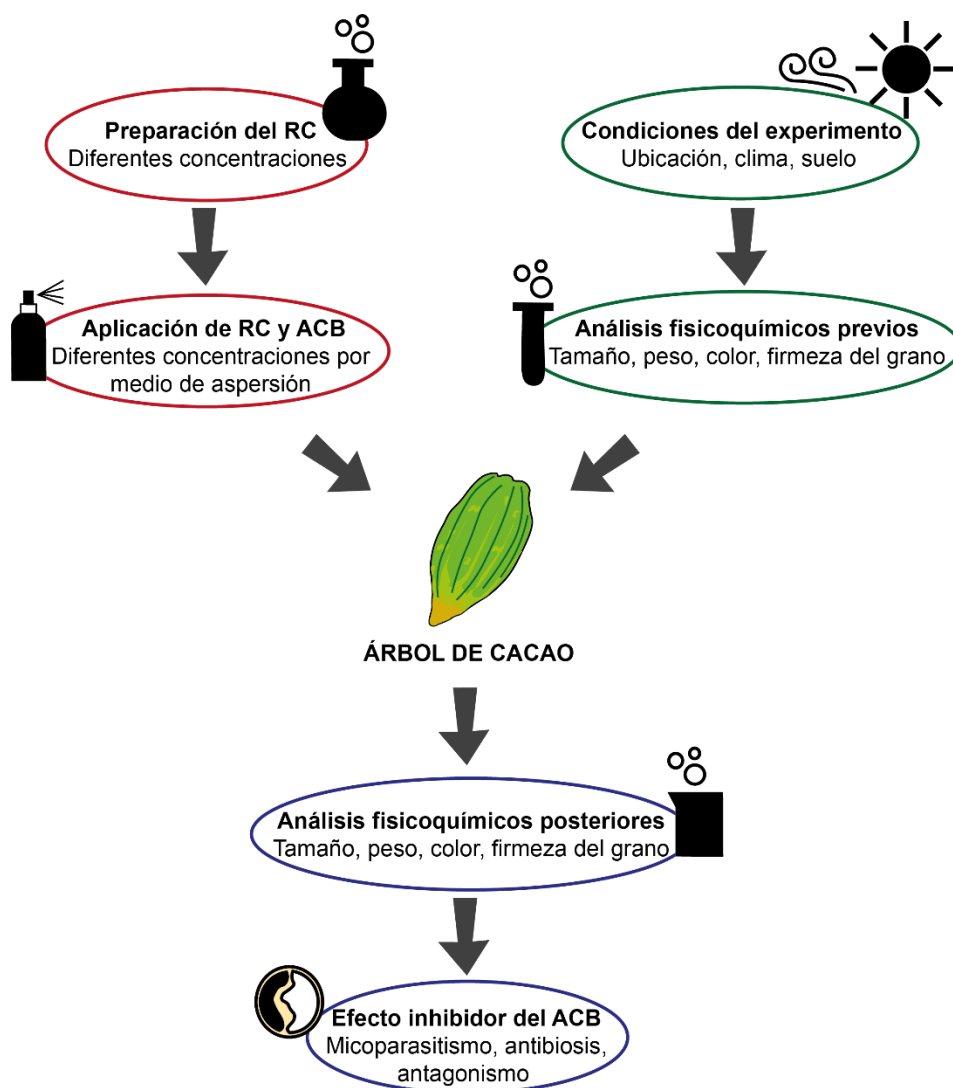 Preparación del RC
Diferentes concentraciones
Condiciones del experimento
Ubicación, clima, suelo
Aplicación de RC y ACB
Diferentes concentraciones por
medio de aspersión
Análisis fisicoquímicos previos
Tamaño, peso, color, firmeza del grano
ÁRBOL DE CACAO
Análisis fisicoquímicos posteriores
Tamaño, peso, color, firmeza del grano
Efecto inhibidor del ACB
Micoparasitismo, antibiosis,
antagonismo